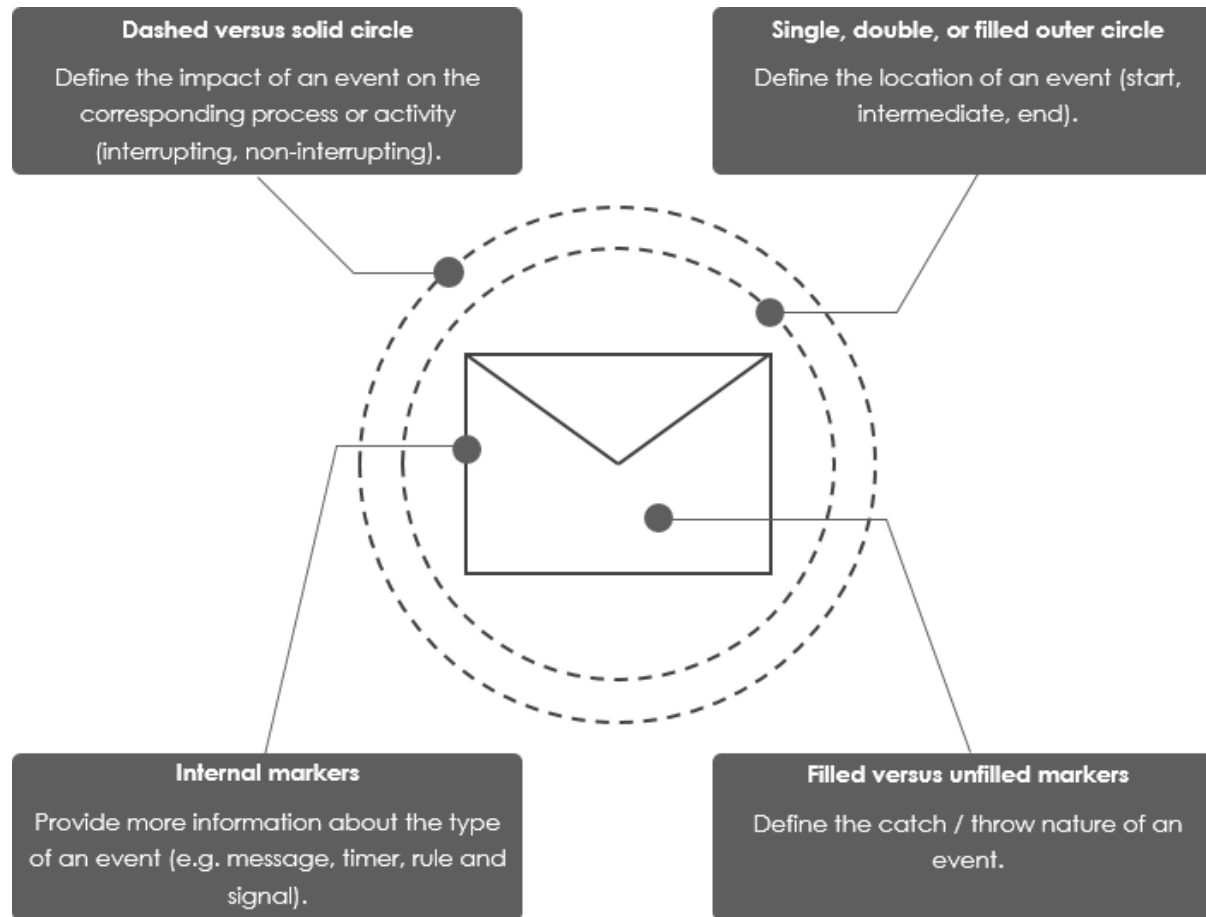 Dashed versus solid circle
Define the impact of an event on the
corresponding process or activity
(interrupting, non-interrupting).
Single, double, or filled outer circle
Define the location of an event (start,
intermediate, end).
Internal markers
Provide more information about the type
of an event (e.g. message, timer, rule and
signal).
Filled versus unfilled markers
Define the catch / throw nature of an
event.